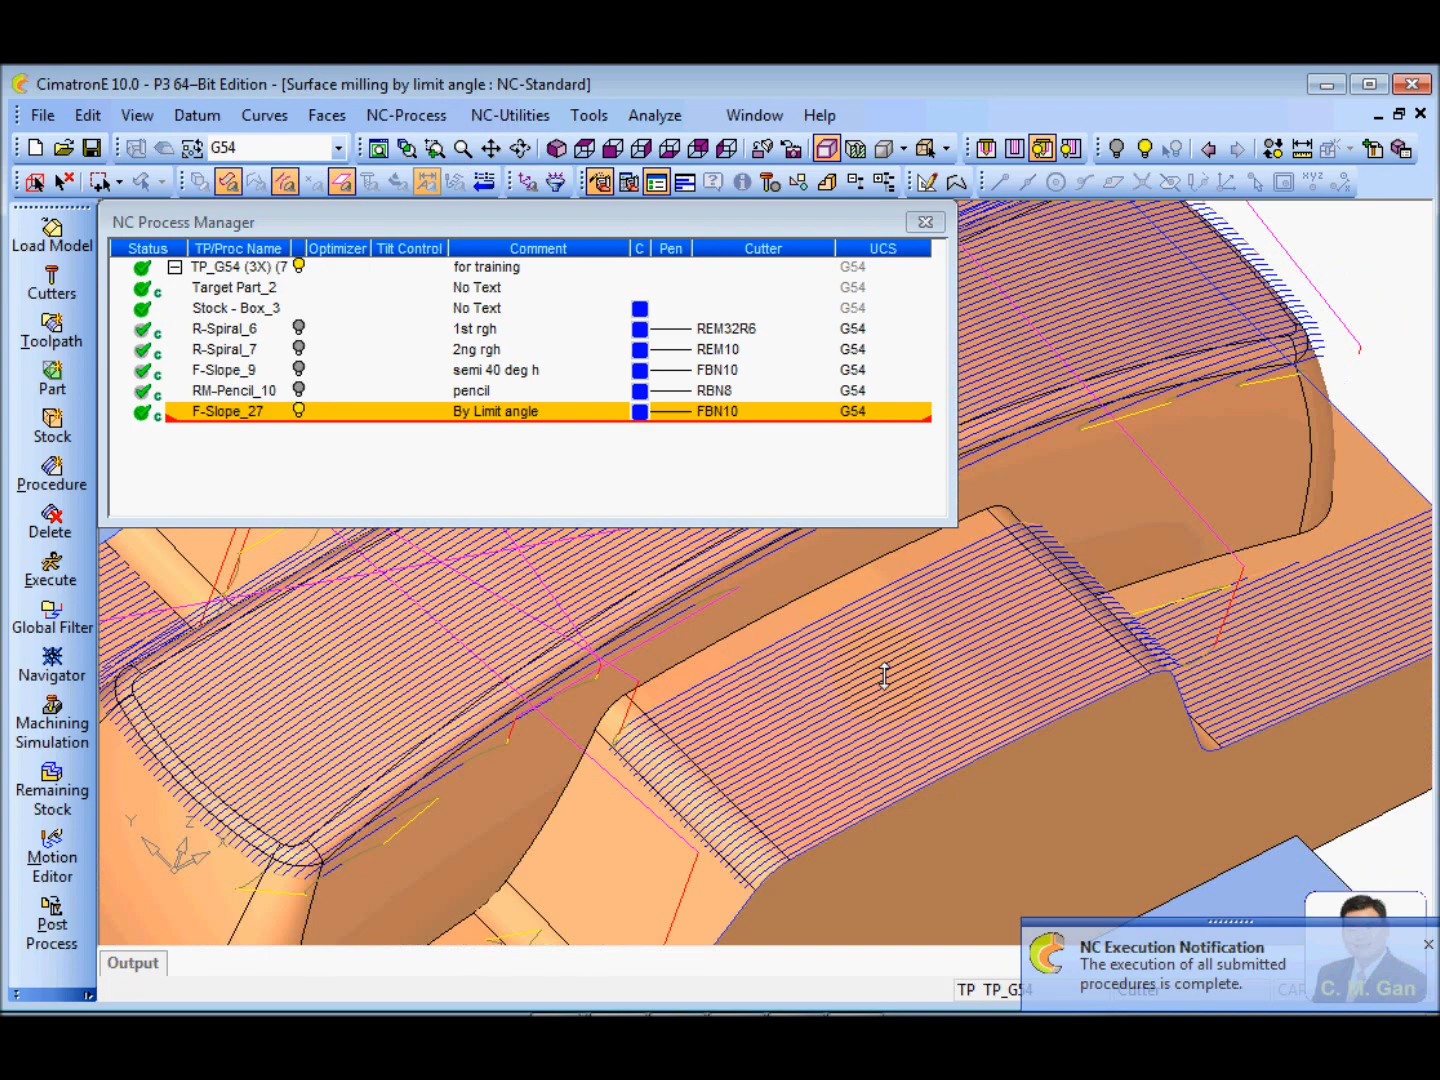 CimatronE 10.0 - P3 64–Bit Edition - [Surface milling by limit angle : NC-Standard]
File Edit View Datum Curves Faces NC-Process NC-Utilities Tools Analyze Window Help
G54
XYZ
NC Process Manager
Status TP/Proc Name Optimizer Tilt Control Comment C Pen Cutter UCS
TP_G54 (3X) (7 for training G54
c Target Part_2 No Text G54
Stock - Box_3 No Text G54
c R-Spiral_6 1st rgh REM32R6 G54
c R-Spiral_7 2ng rgh REM10 G54
c F-Slope_9 semi 40 deg h FBN10 G54
c RM-Pencil_10 pencil RBN8 G54
c F-Slope_27 By Limit angle FBN10 G54
Load Model
Cutters
Toolpath
Part
Stock
Procedure
Delete
Execute
Global Filter
Navigator
Machining
Simulation
Remaining
Stock
Motion
Editor
Post
Process
Y Z
Output
NC Execution Notification
The execution of all submitted
procedures is complete.
TP TP_G54 Cutter CAR
C. M. Gan